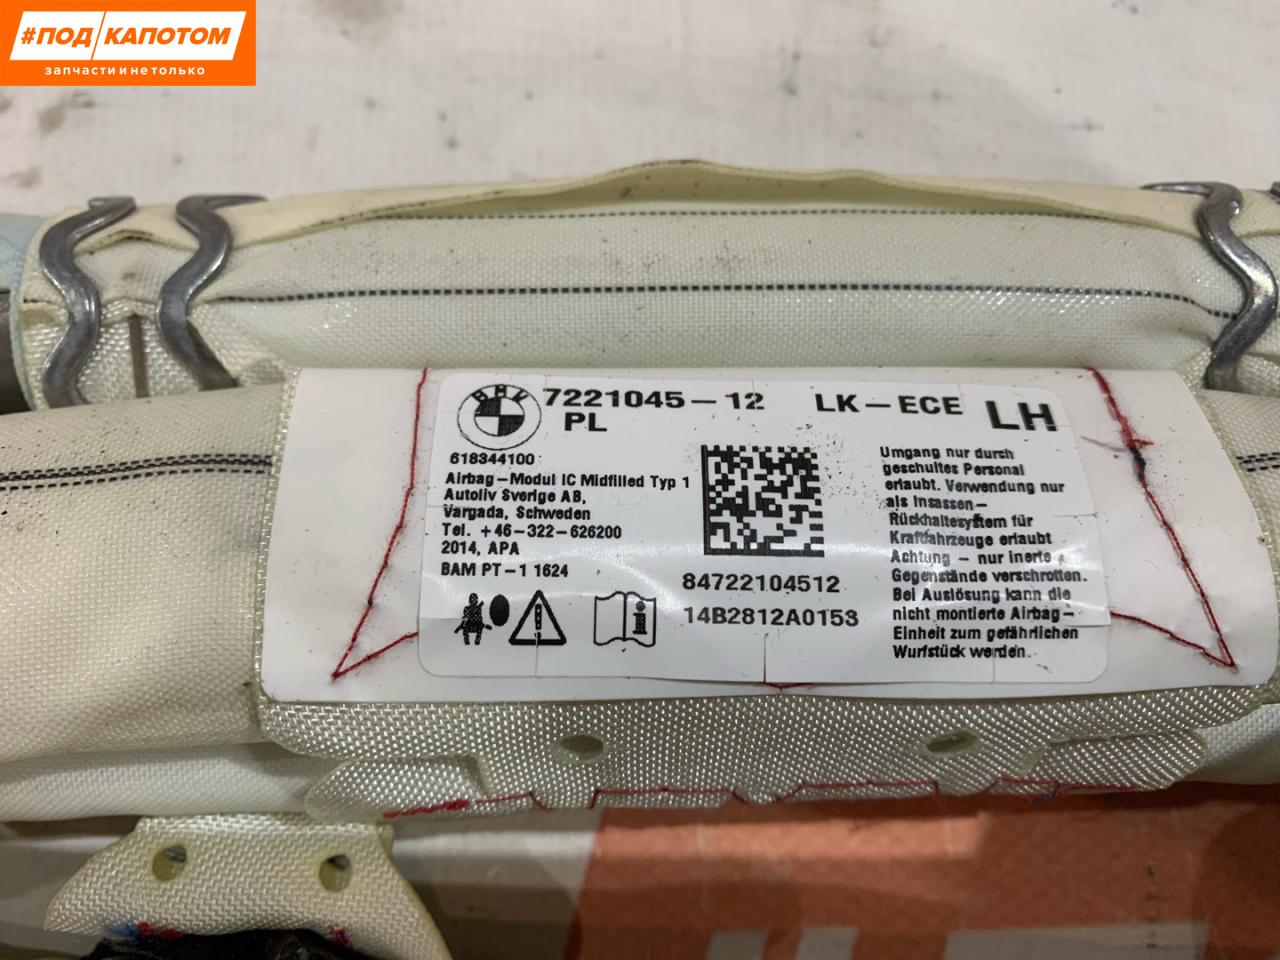 #ПОД КАПОТОМ
запчасти и не только
BMW
7221045-12 LK-ECE LH
PL
618344100
Airbag-Modul IC Midfilled Typ 1
Autoliv Sverige AB,
Vargada, Schweden
Tel. +46-322-626200
2014, APA
BAM PT-1 1624
84722104512
14B2812A0153
Umgang nur durch
geschultes Personal
erlaubt. Verwendung nur
als Insassen-
Rückhaltesystem für
Kraftfahrzeuge erlaubt
Achtung - nur inerte
Gegenstände verschrotten.
Bei Auslösung kann die
nicht montierte Airbag-
Einheit zum gefährlichen
Wurfstück werden.